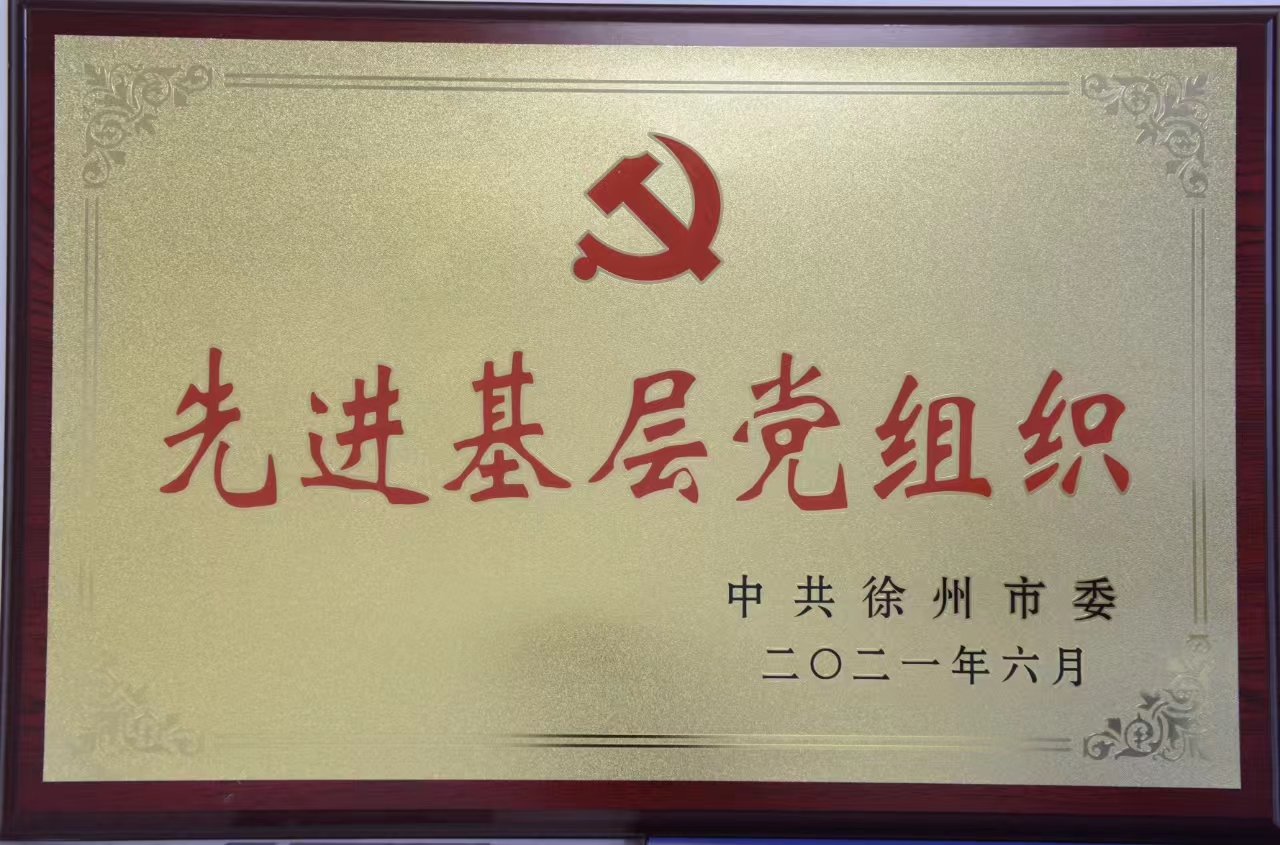 先进基层党组织
中共徐州市委
二〇二一年六月